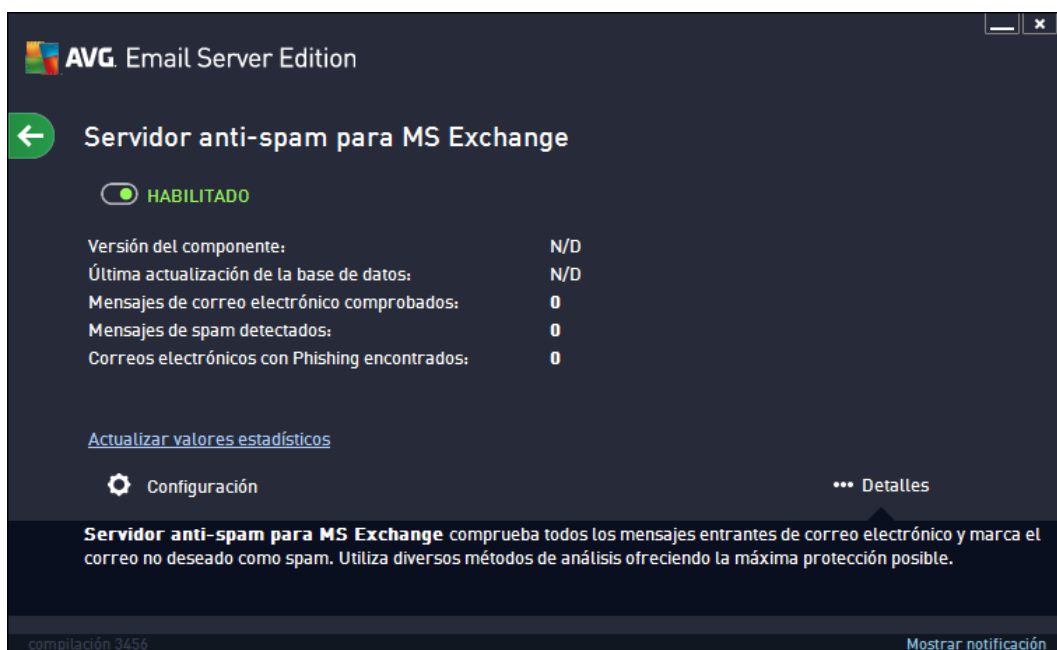 AVG. Email Server Edition
Servidor anti-spam para MS Exchange
HABILITADO
Versión del componente: N/D
Última actualización de la base de datos: N/D
Mensajes de correo electrónico comprobados: 0
Mensajes de spam detectados: 0
Correos electrónicos con Phishing encontrados: 0
Actualizar valores estadísticos
Configuración ••• Detalles
Servidor anti-spam para MS Exchange comprueba todos los mensajes entrantes de correo electrónico y marca el
correo no deseado como spam. Utiliza diversos métodos de análisis ofreciendo la máxima protección posible.
compilación 3456 Mostrar notificación